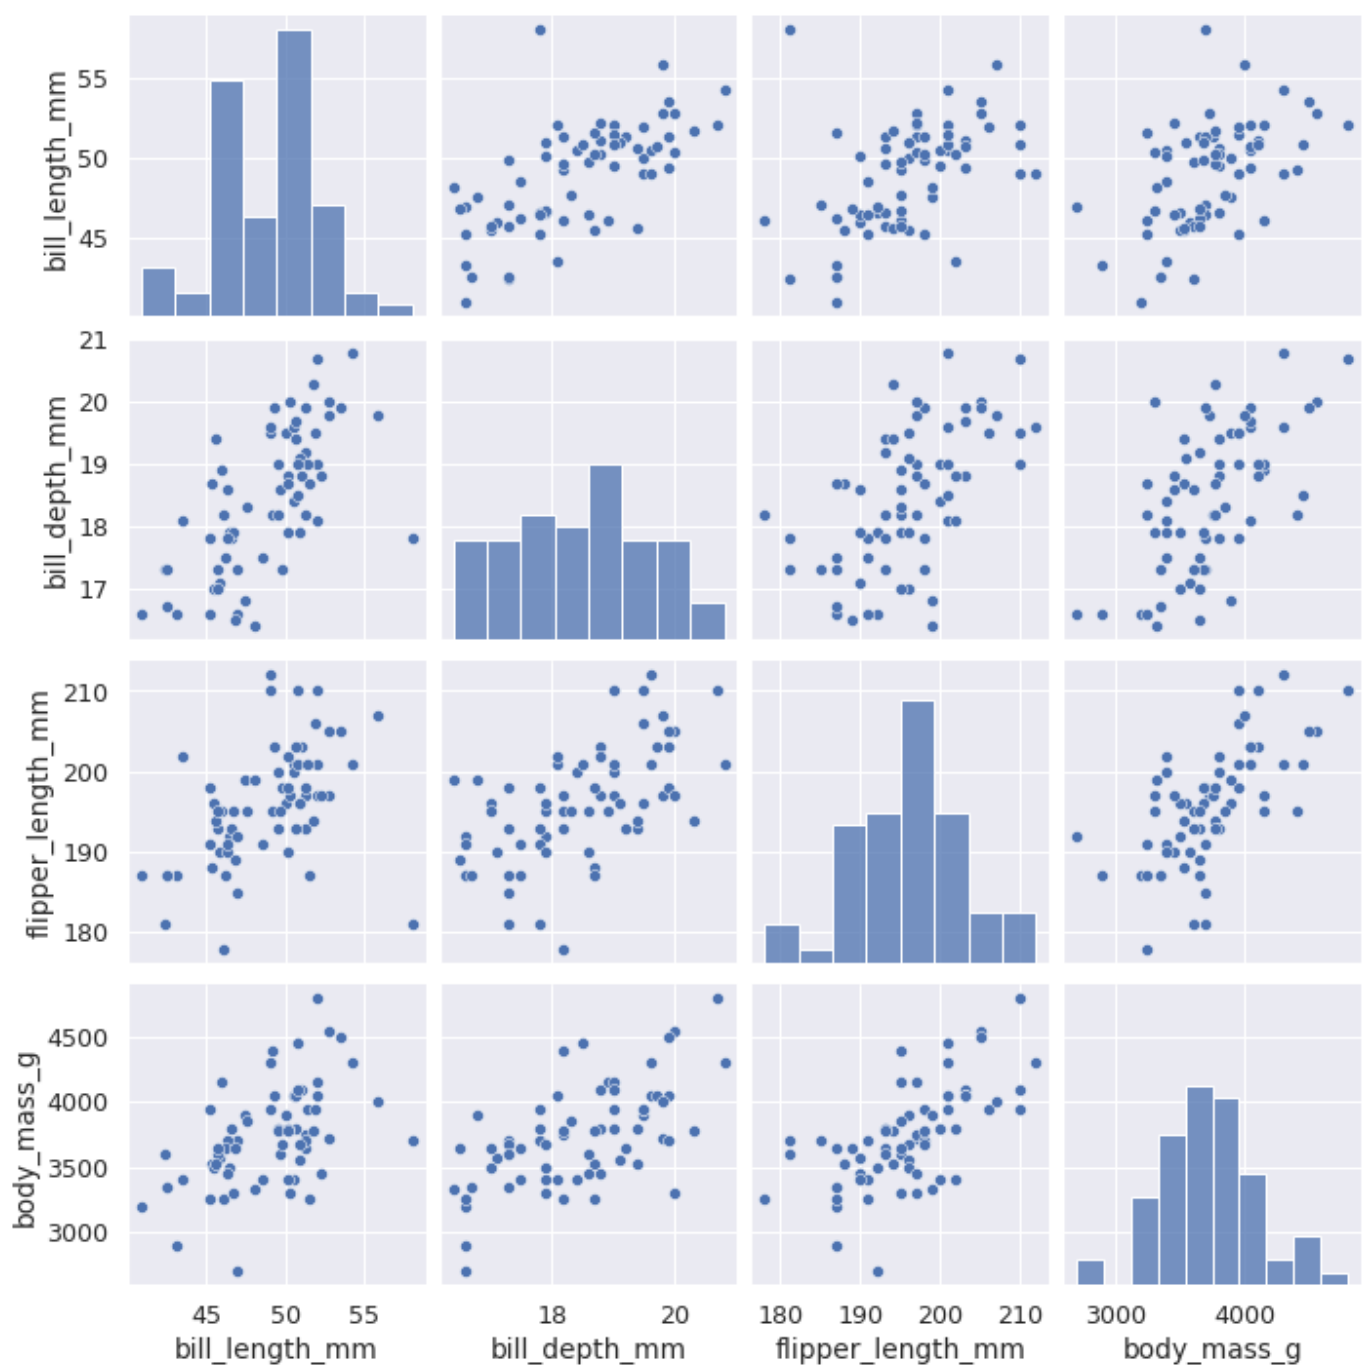 bill_length_mm
55
50
45
bill_depth_mm
21
20
19
18
17
flipper_length_mm
210
200
190
180
body_mass_g
4500
4000
3500
3000
45 50 55 18 20 180 190 200 210 3000 4000
bill_length_mm bill_depth_mm flipper_length_mm body_mass_g